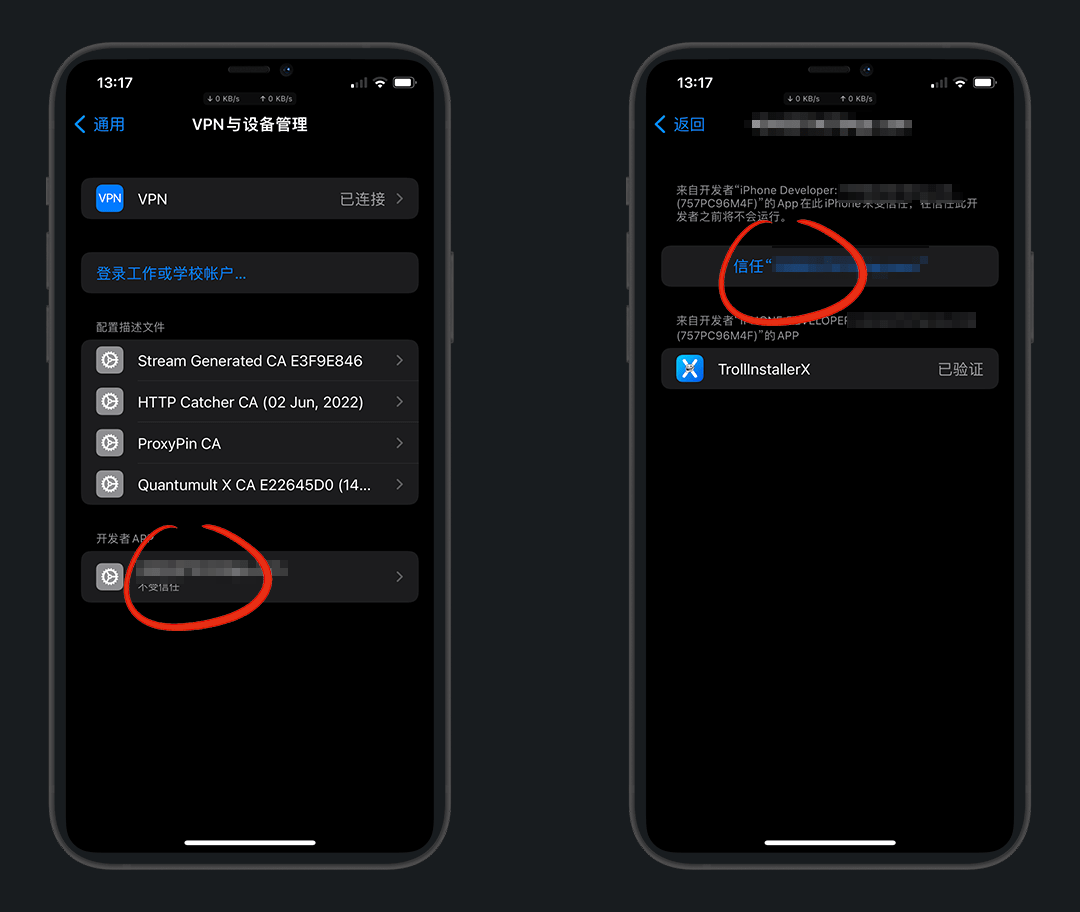 13:17
↓ 0 KB/s ↑ 0 KB/s
通用
VPN与设备管理
VPN
VPN
已连接
登录工作或学校帐户...
配置描述文件
Stream Generated CA E3F9E846
HTTP Catcher CA (02 Jun, 2022)
ProxyPin CA
Quantumult X CA E22645D0 (14...
开发者 APP
不受信任
13:17
↓ 0 KB/s ↑ 0 KB/s
返回
来自开发者“iPhone Developer:
(757PC96M4F)”的 App 在此 iPhone 未受信任，在信任此开
发者之前将不会运行。
信任“
”
来自开发者“IPHONE DEVELOPER
(757PC96M4F)”的 APP
TrollInstallerX
已验证